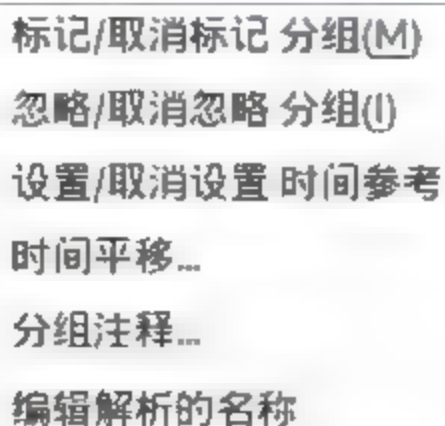 标记/取消标记 分组(M)
忽略/取消忽略 分组(I)
设置/取消设置 时间参考
时间平移…
分组注释…
编辑解析的名称